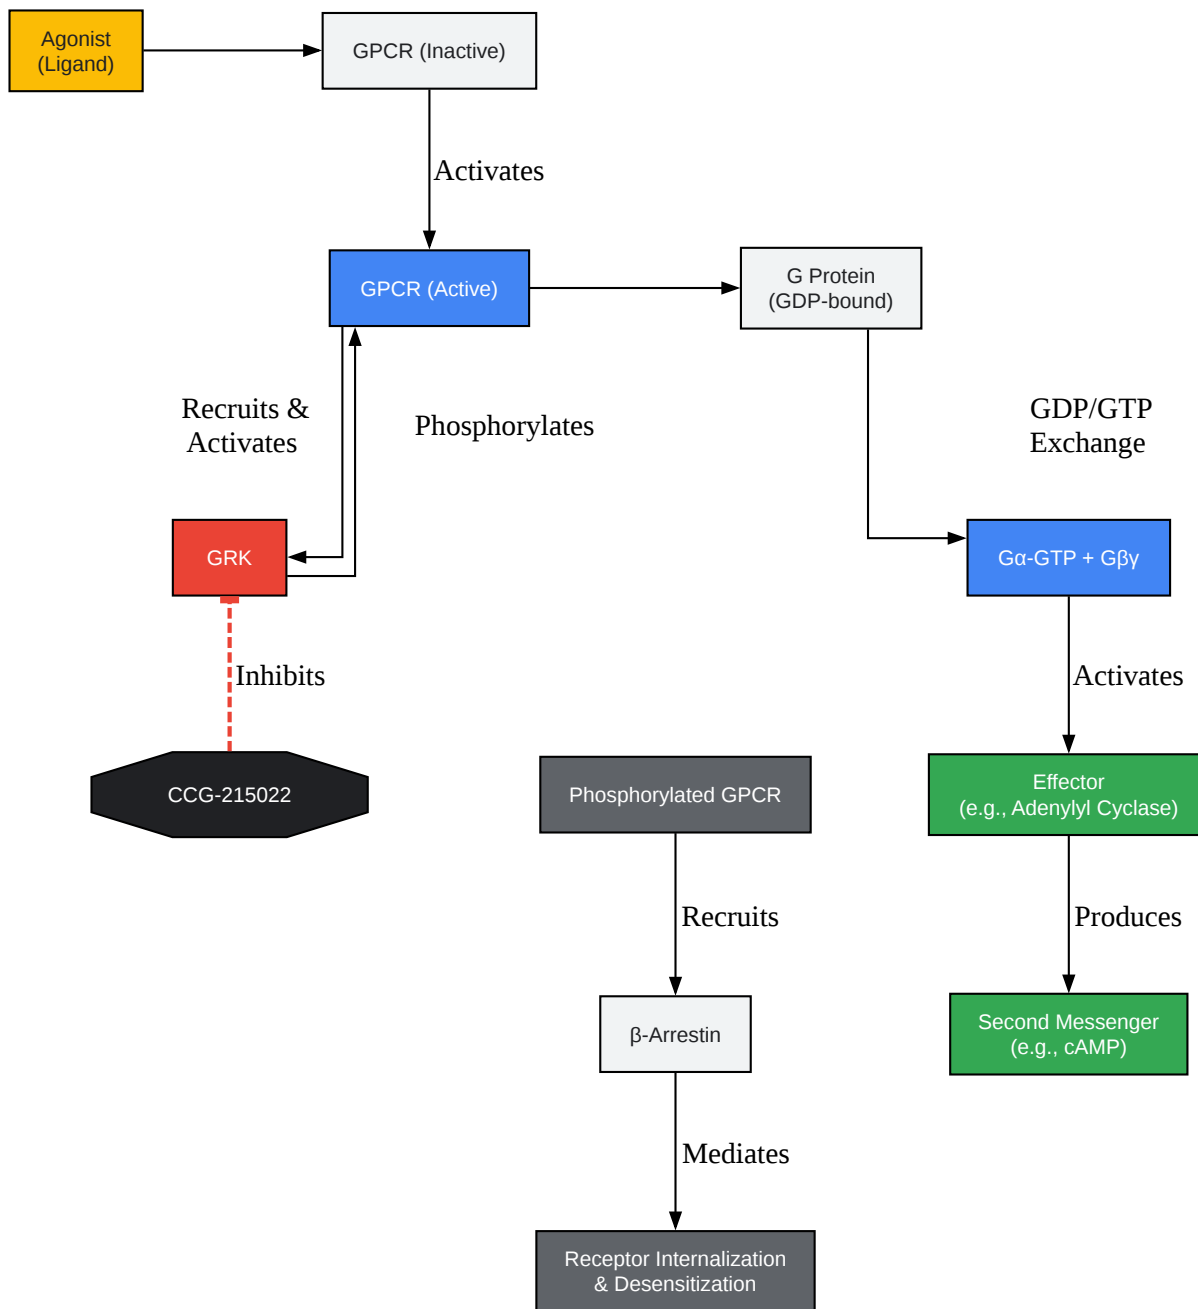 Agonist
(Ligand)
GPCR (Inactive)
Activates
GPCR (Active)
G Protein
(GDP-bound)
Recruits &
Activates
Phosphorylates
GDP/GTP
Exchange
GRK
Gα-GTP + Gβγ
Inhibits
Activates
CCG-215022
Phosphorylated GPCR
Effector
(e.g., Adenylyl Cyclase)
Recruits
Produces
β-Arrestin
Second Messenger
(e.g., cAMP)
Mediates
Receptor Internalization
& Desensitization